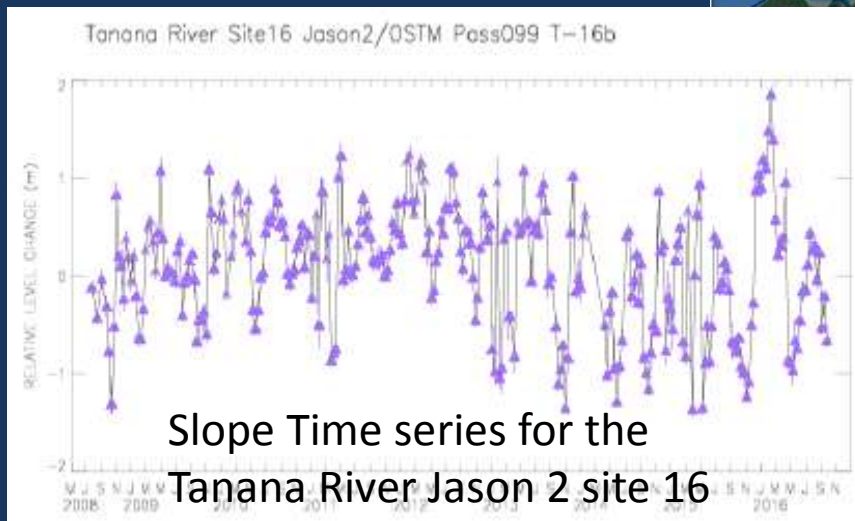 Tanana River Site16 Jason2/OSTM Pass099 T-16b
RELATIVE LEVEL CHANGE (m)
2
1
0
-1
-2
Slope Time series for the
Tanana River Jason 2 site 16
2008 2009 2010 2011 2012 2013 2014 2015 2016